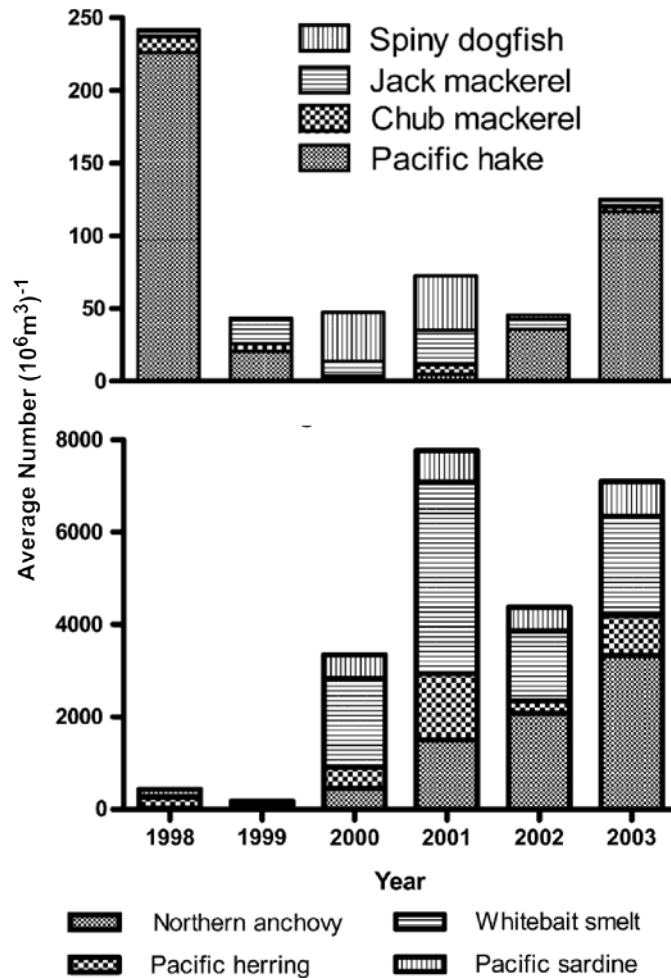 250
200
150
100
50
0
Spiny dogfish
Jack mackerel
Chub mackerel
Pacific hake
Average Number (10⁶m³)⁻¹
8000
6000
4000
2000
0
1998 1999 2000 2001 2002 2003
Year
Northern anchovy Whitebait smelt
Pacific herring Pacific sardine